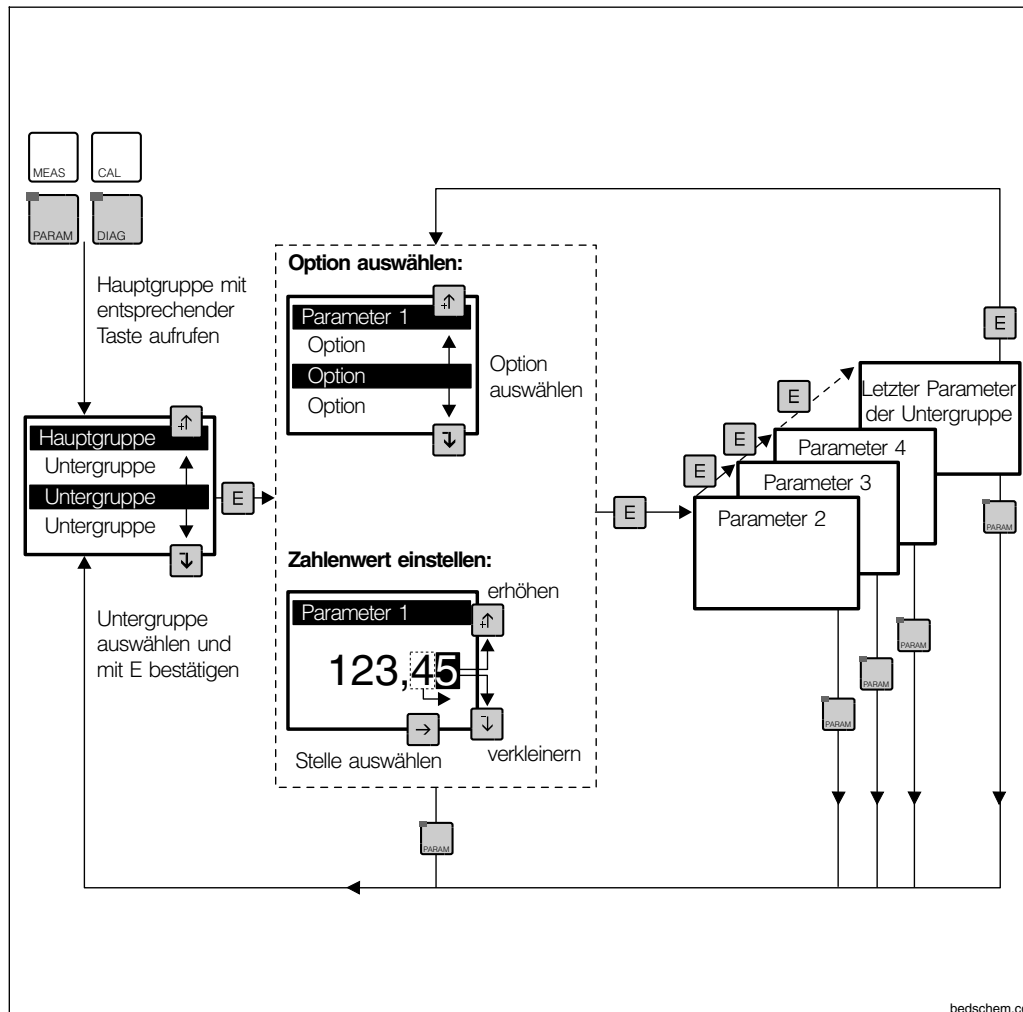 MEAS
CAL
PARAM
DIAG
Hauptgruppe mit
entsprechender
Taste aufrufen
Hauptgruppe
Untergruppe
Untergruppe
Untergruppe
E
Untergruppe
auswählen und
mit E bestätigen
Option auswählen:
Parameter 1
Option
Option
Option
Option
auswählen
Zahlenwert einstellen:
erhöhen
Parameter 1
123,45
verkleinern
Stelle auswählen
PARAM
E
E
E
E
E
Letzter Parameter
der Untergruppe
Parameter 4
Parameter 3
Parameter 2
PARAM
PARAM
PARAM
PARAM